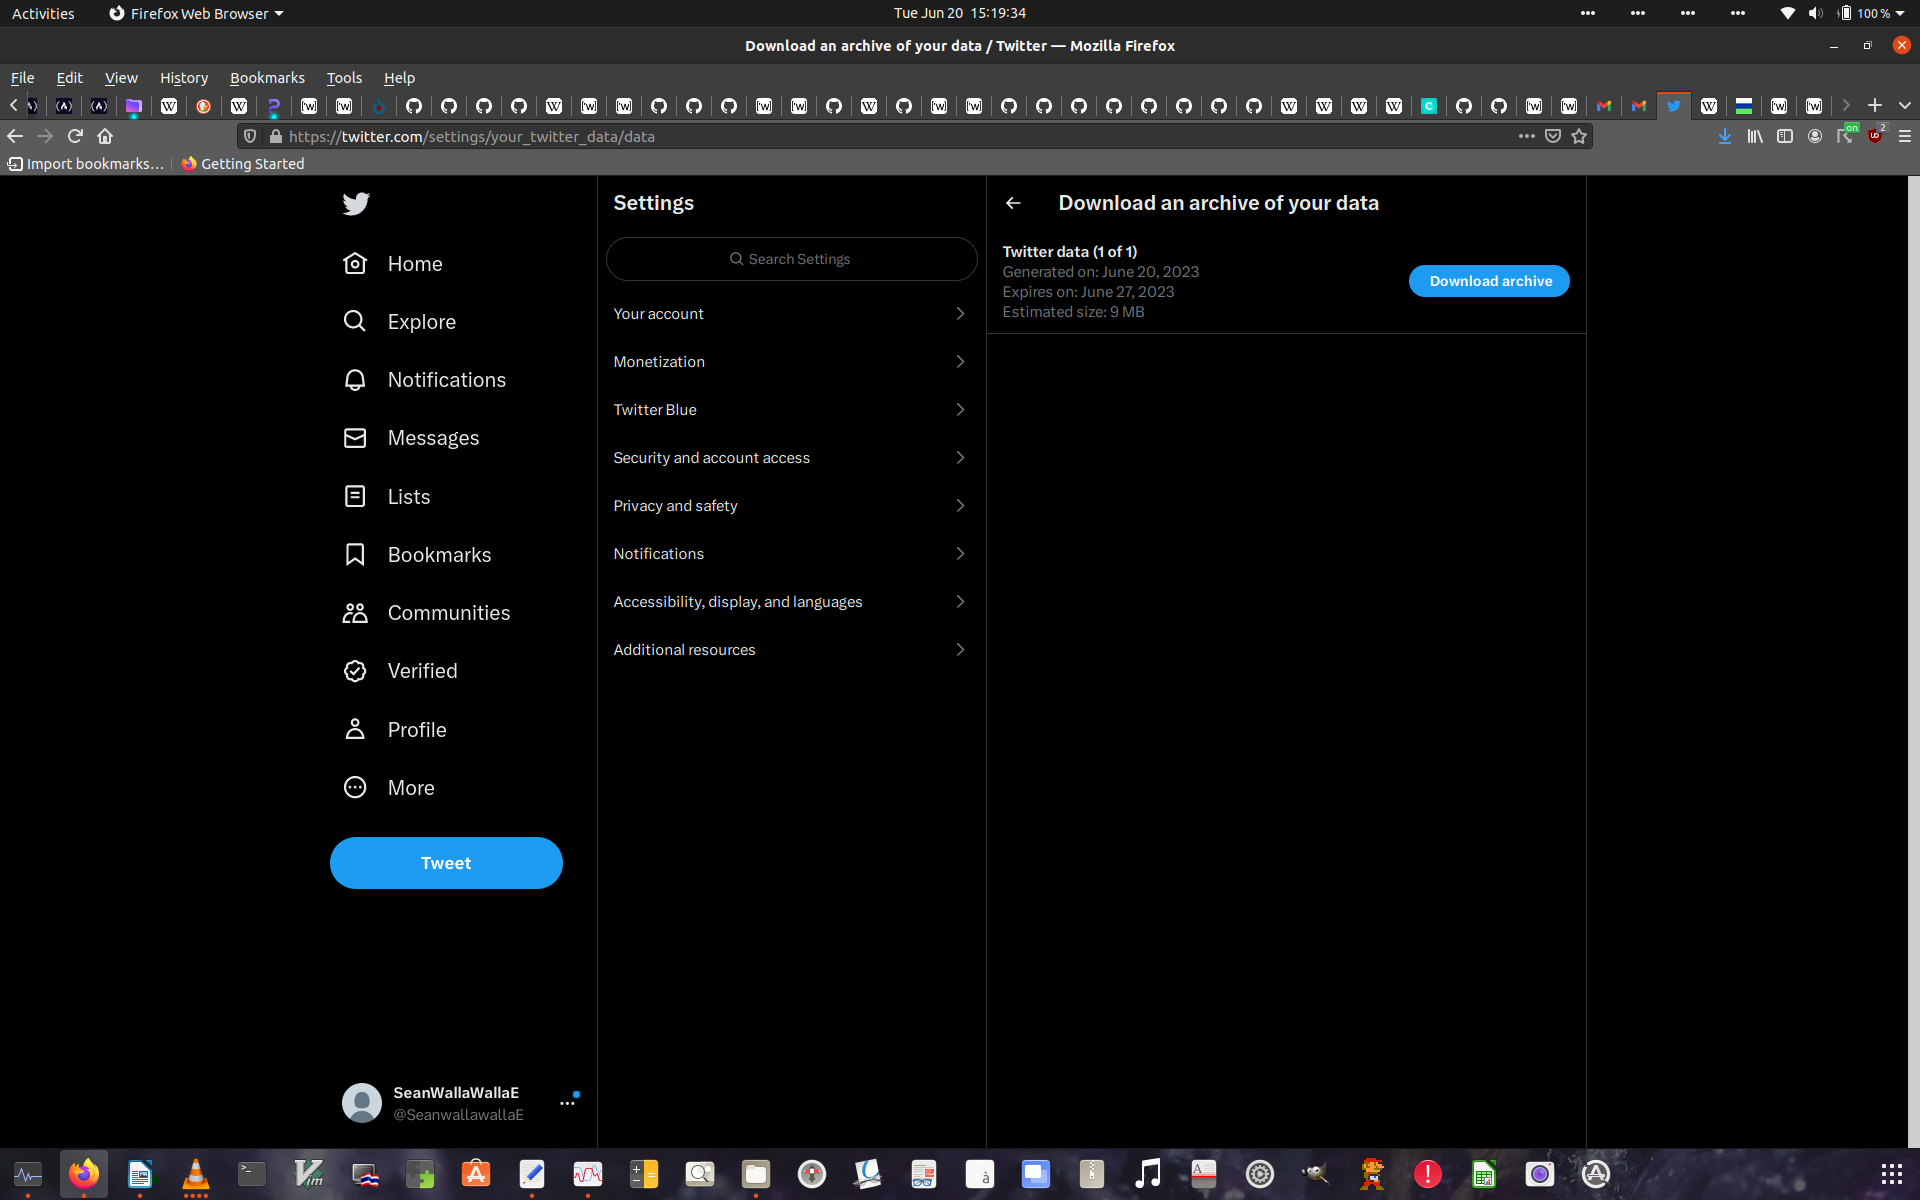 Activities
Firefox Web Browser
Tue Jun 20 15:19:34
100 %
Download an archive of your data / Twitter — Mozilla Firefox
File Edit View History Bookmarks Tools Help
https://twitter.com/settings/your_twitter_data/data
on
2
Import bookmarks…
Getting Started
Home
Explore
Notifications
Messages
Lists
Bookmarks
Communities
Verified
Profile
More
Tweet
SeanWallaWallaE
@SeanwallawallaE
Settings
Search Settings
Your account
Monetization
Twitter Blue
Security and account access
Privacy and safety
Notifications
Accessibility, display, and languages
Additional resources
Download an archive of your data
Twitter data (1 of 1)
Generated on: June 20, 2023
Expires on: June 27, 2023
Estimated size: 9 MB
Download archive